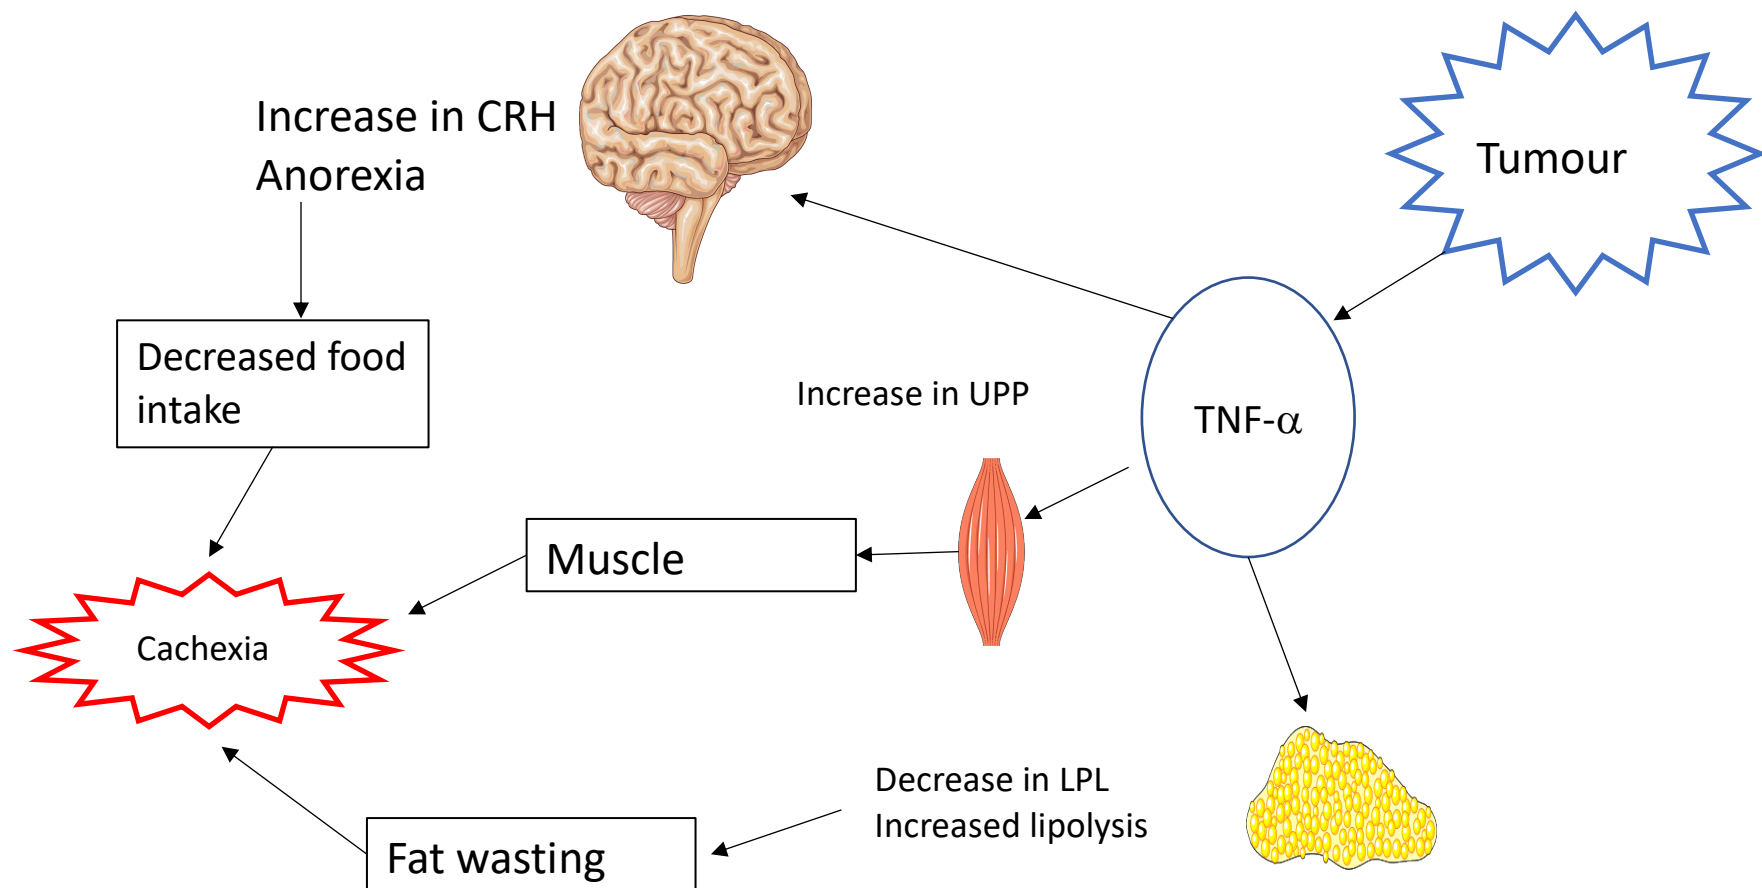 Increase in CRH
Anorexia
Tumour
Decreased food
intake
Increase in UPP
TNF-α
Muscle
Cachexia
Decrease in LPL
Increased lipolysis
Fat wasting